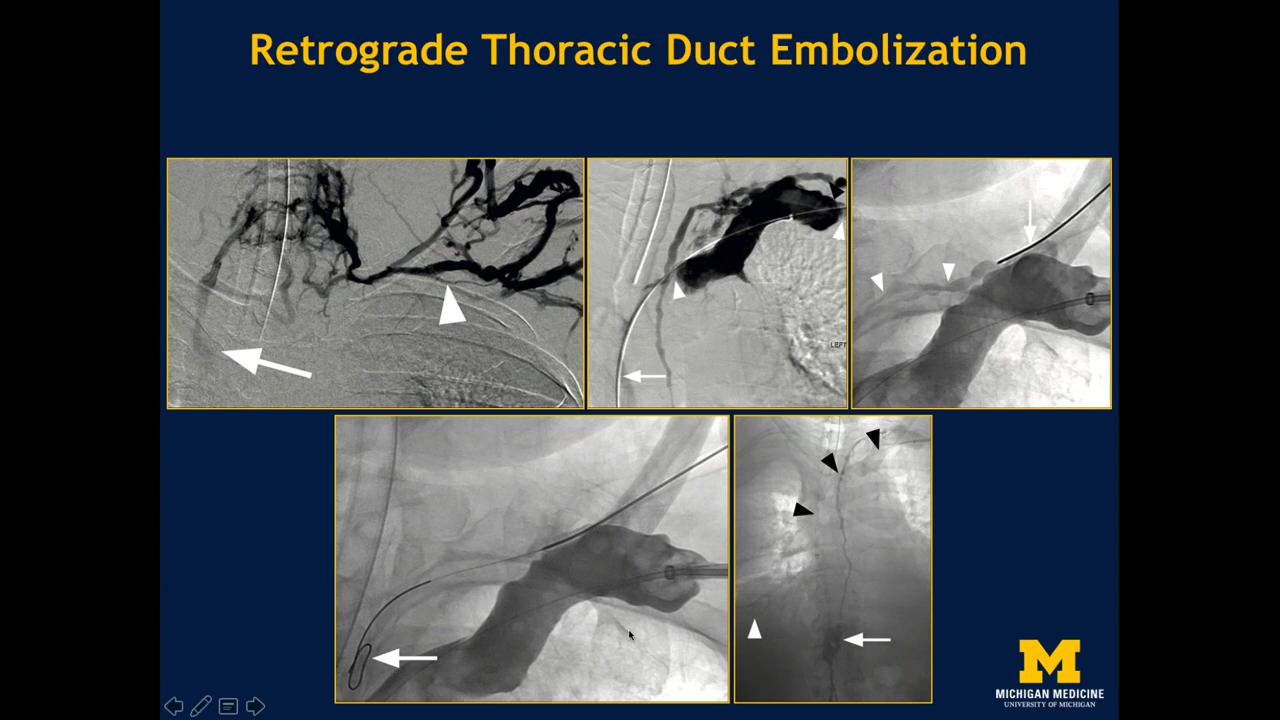 Retrograde Thoracic Duct Embolization
LEFT
M
MICHIGAN MEDICINE
UNIVERSITY OF MICHIGAN